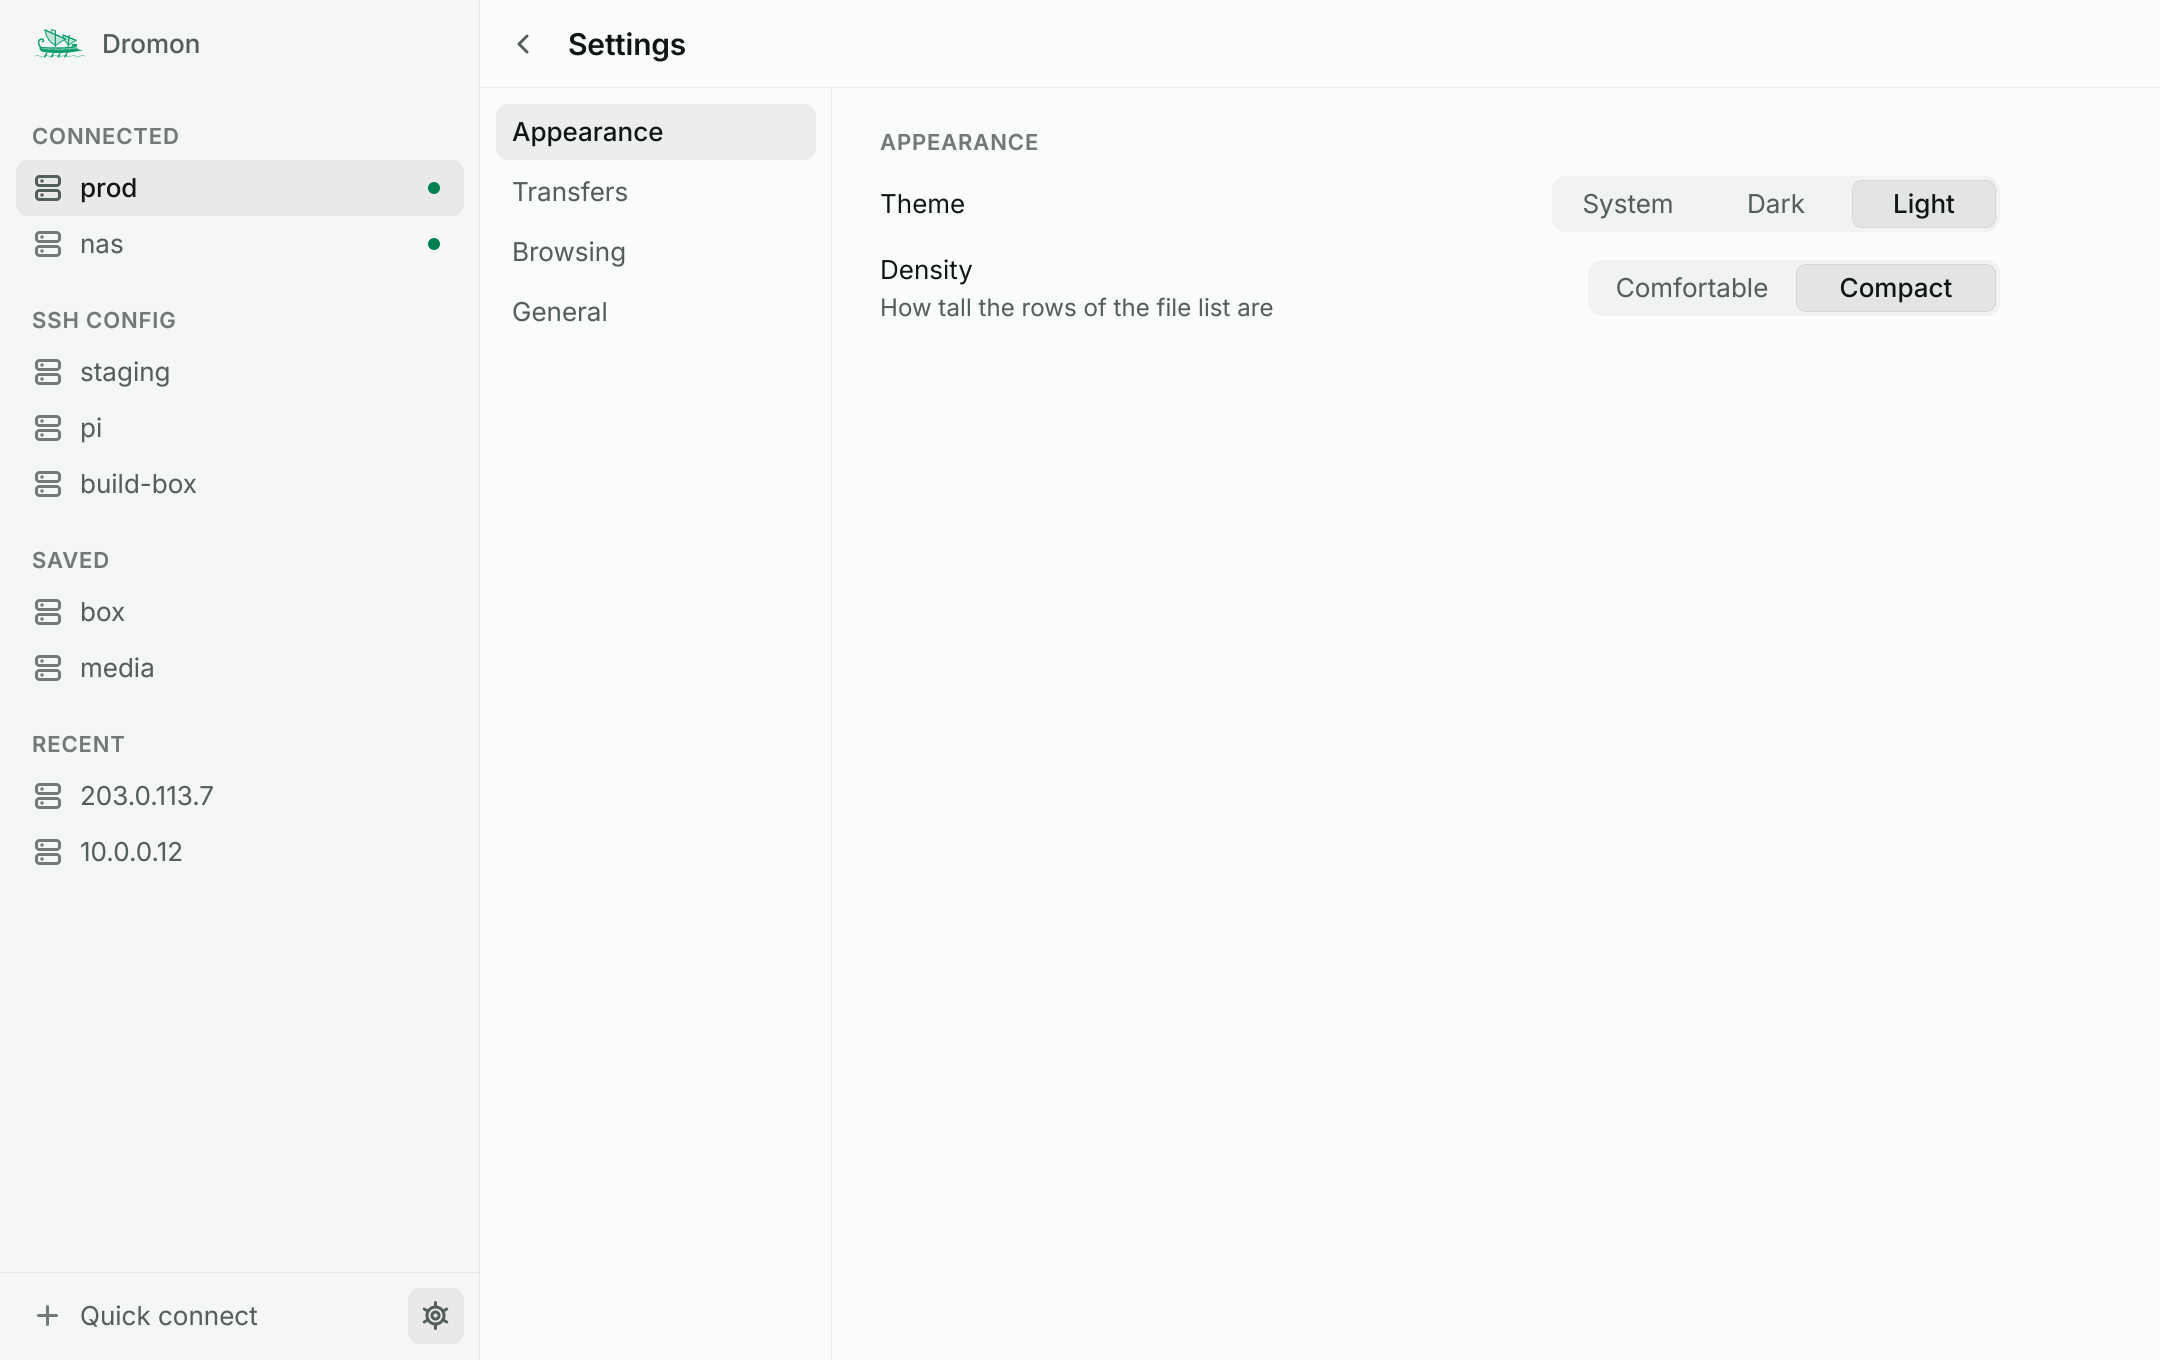 Dromon
CONNECTED
prod
nas
SSH CONFIG
staging
pi
build-box
SAVED
box
media
RECENT
203.0.113.7
10.0.0.12
Quick connect
Settings
Appearance
Transfers
Browsing
General
APPEARANCE
Theme
System
Dark
Light
Density
How tall the rows of the file list are
Comfortable
Compact